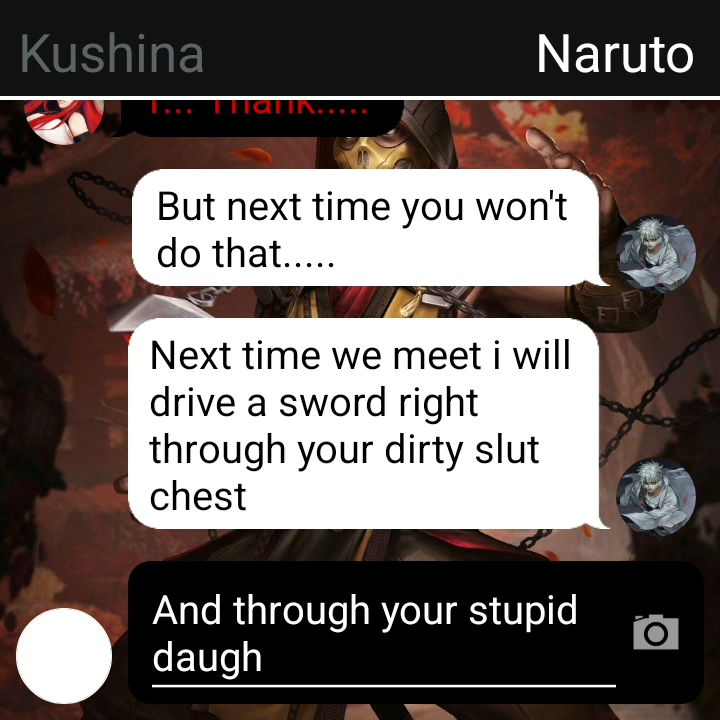 Kushina
Naruto
I... Thank.....
But next time you won't
do that.....
Next time we meet i will
drive a sword right
through your dirty slut
chest
And through your stupid
daugh